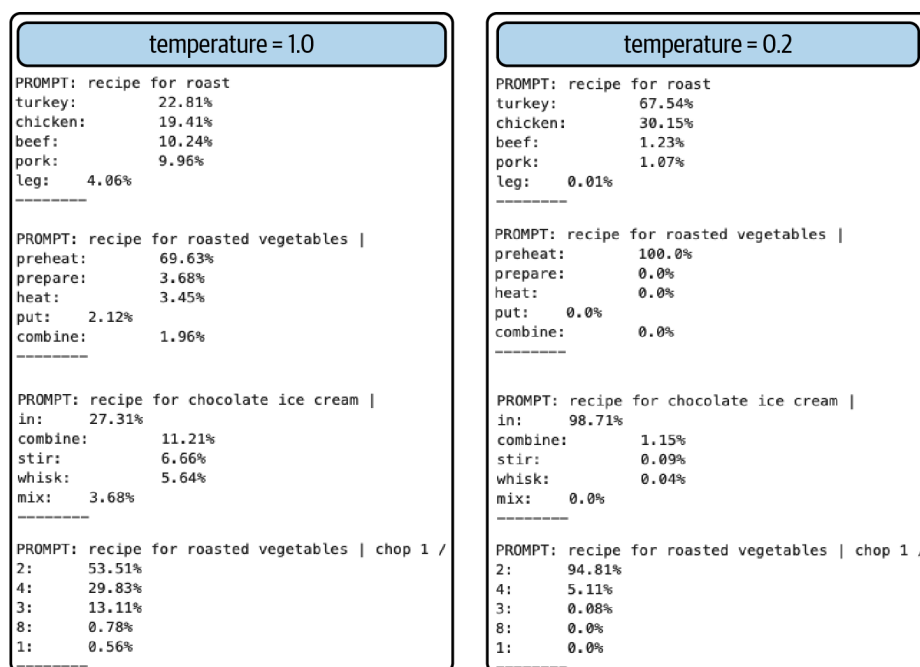 temperature = 1.0
PROMPT: recipe for roast
turkey: 22.81%
chicken: 19.41%
beef: 10.24%
pork: 9.96%
leg: 4.06%
--------
PROMPT: recipe for roasted vegetables |
preheat: 69.63%
prepare: 3.68%
heat: 3.45%
put: 2.12%
combine: 1.96%
--------
PROMPT: recipe for chocolate ice cream |
in: 27.31%
combine: 11.21%
stir: 6.66%
whisk: 5.64%
mix: 3.68%
--------
PROMPT: recipe for roasted vegetables | chop 1 /
2: 53.51%
4: 29.83%
3: 13.11%
8: 0.78%
1: 0.56%
--------
temperature = 0.2
PROMPT: recipe for roast
turkey: 67.54%
chicken: 30.15%
beef: 1.23%
pork: 1.07%
leg: 0.01%
--------
PROMPT: recipe for roasted vegetables |
preheat: 100.0%
prepare: 0.0%
heat: 0.0%
put: 0.0%
combine: 0.0%
--------
PROMPT: recipe for chocolate ice cream |
in: 98.71%
combine: 1.15%
stir: 0.09%
whisk: 0.04%
mix: 0.0%
--------
PROMPT: recipe for roasted vegetables | chop 1 /
2: 94.81%
4: 5.11%
3: 0.08%
8: 0.0%
1: 0.0%
--------